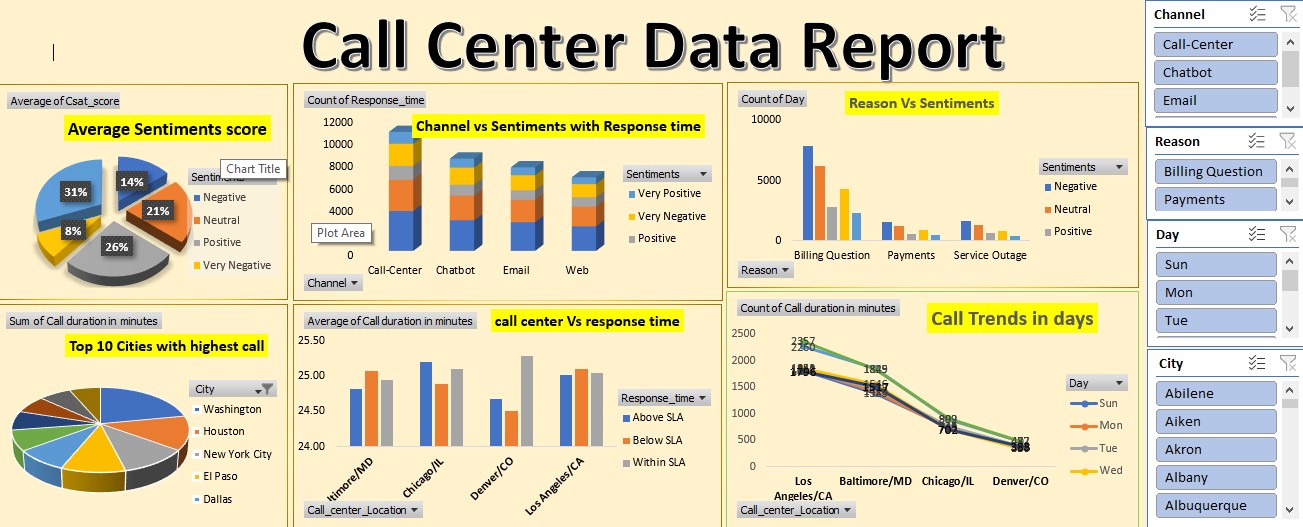 Call Center Data Report
Average of Csat_score
Average Sentiments score
Chart Title
31%
14%
21%
8%
26%
Negative
Neutral
Positive
Very Negative
Count of Response_time
Channel vs Sentiments with Response time
12000
10000
8000
6000
4000
0
Plot Area
Call-Center
Chatbot
Email
Web
Channel
Sentiments
Very Positive
Very Negative
Positive
Count of Day
Reason Vs Sentiments
10000
5000
0
Billing Question
Payments
Service Outage
Reason
Sentiments
Negative
Neutral
Positive
Sum of Call duration in minutes
Top 10 Cities with highest call
City
Washington
Houston
New York City
El Paso
Dallas
Average of Call duration in minutes
call center Vs response time
25.50
25.00
24.50
24.00
Chicago/IL
Denver/CO
Los Angeles/CA
Call_center_Location
Response_time
Above SLA
Below SLA
Within SLA
Count of Call duration in minutes
Call Trends in days
2500
2000
1500
1000
500
0
1796
1517
702
Los Angeles/CA
Baltimore/MD
Chicago/IL
Denver/CO
Call_center_Location
Day
Sun
Mon
Tue
Wed
Channel
Call-Center
Chatbot
Email
Reason
Billing Question
Payments
Day
Sun
Mon
Tue
City
Abilene
Aiken
Akron
Albany
Albuquerque